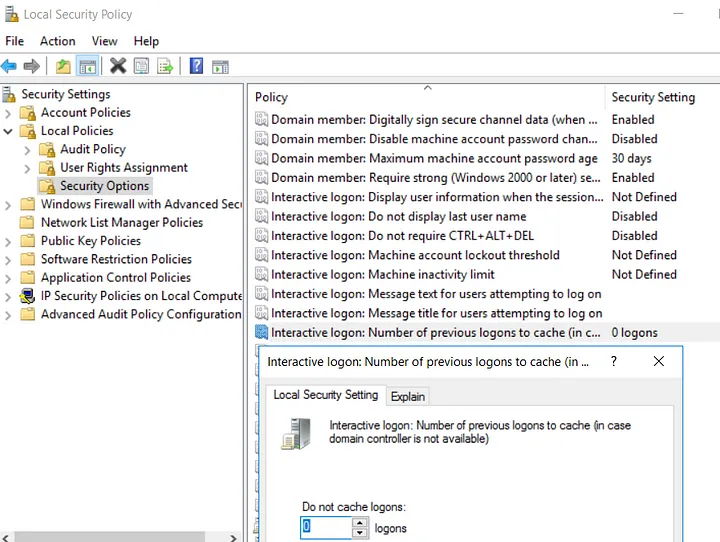 Local Security Policy
File Action View Help
Security Settings
Account Policies
Local Policies
Audit Policy
User Rights Assignment
Security Options
Windows Firewall with Advanced Secu
Network List Manager Policies
Public Key Policies
Software Restriction Policies
Application Control Policies
IP Security Policies on Local Compute
Advanced Audit Policy Configuration
Policy Security Setting
Domain member: Digitally sign secure channel data (when ... Enabled
Domain member: Disable machine account password chan... Disabled
Domain member: Maximum machine account password age 30 days
Domain member: Require strong (Windows 2000 or later) se... Enabled
Interactive logon: Display user information when the session... Not Defined
Interactive logon: Do not display last user name Disabled
Interactive logon: Do not require CTRL+ALT+DEL Disabled
Interactive logon: Machine account lockout threshold Not Defined
Interactive logon: Machine inactivity limit Not Defined
Interactive logon: Message text for users attempting to log on
Interactive logon: Message title for users attempting to log on
Interactive logon: Number of previous logons to cache (in c... 0 logons
Interactive logon: Number of previous logons to cache (in ...
Local Security Setting Explain
Interactive logon: Number of previous logons to cache (in case
domain controller is not available)
Do not cache logons:
0 logons